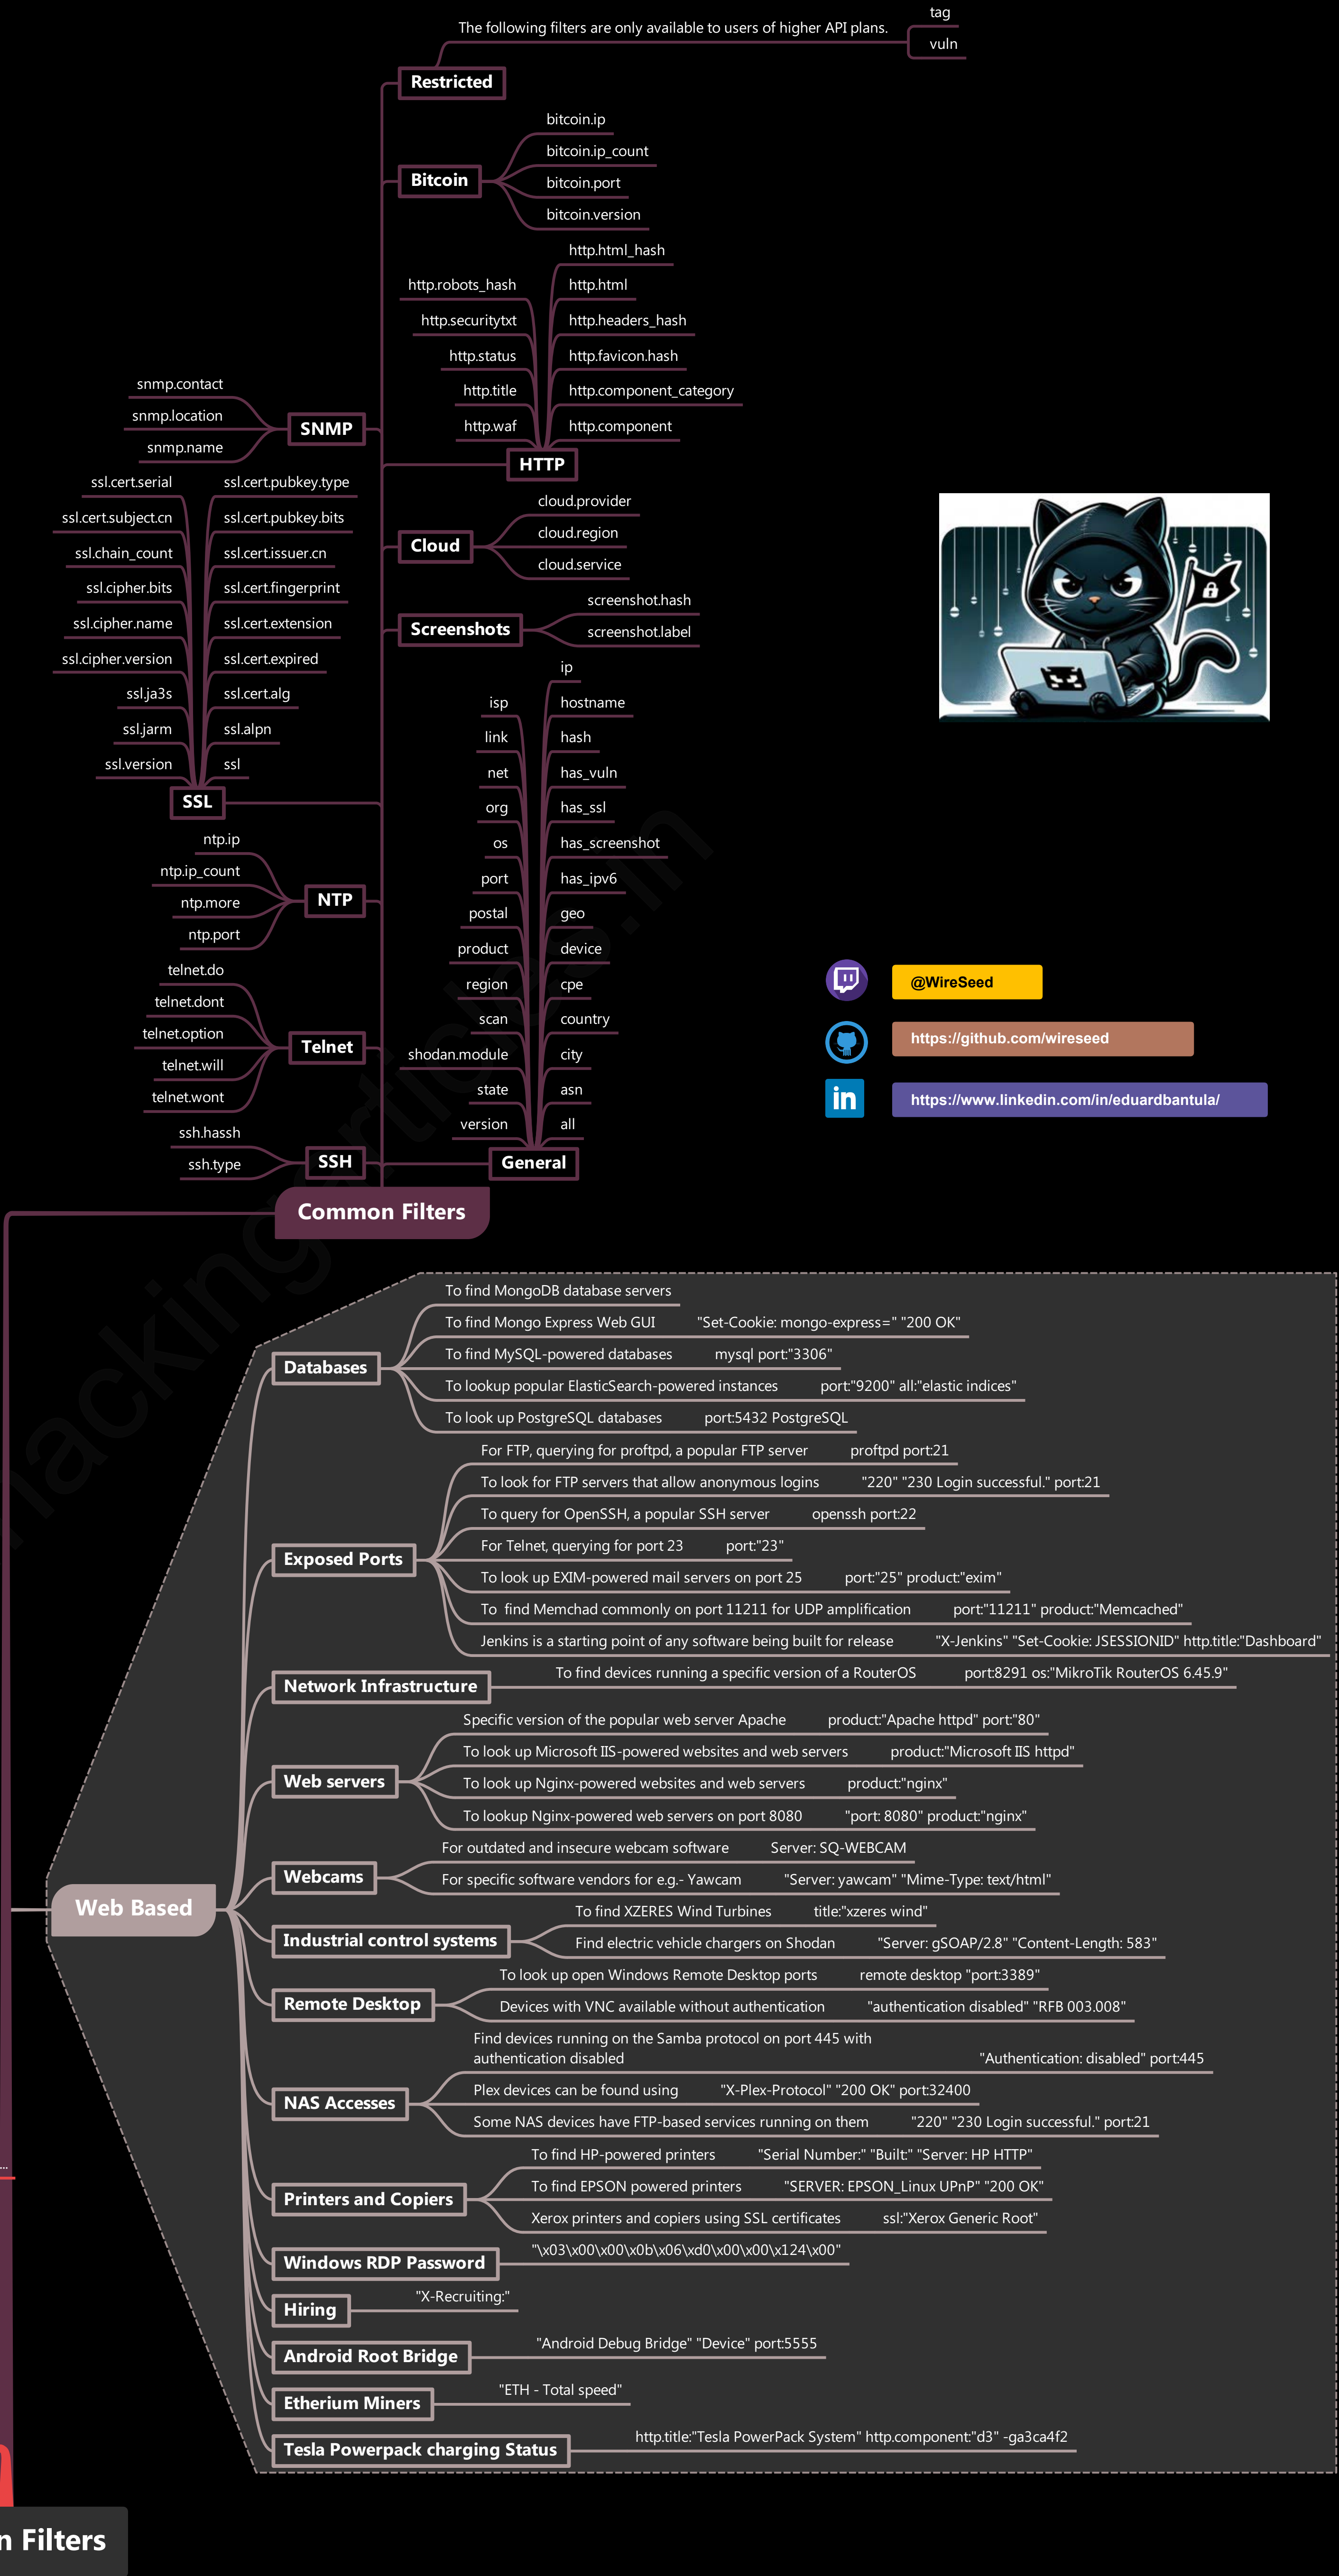 The following filters are only available to users of higher API plans.
tag
vuln
Restricted
Bitcoin
bitcoin.ip
bitcoin.ip_count
bitcoin.port
bitcoin.version
http.robots_hash
http.securitytxt
http.status
http.title
http.waf
http.html_hash
http.html
http.headers_hash
http.favicon.hash
http.component_category
http.component
HTTP
snmp.contact
snmp.location
snmp.name
SNMP
ssl.cert.serial
ssl.cert.subject.cn
ssl.chain_count
ssl.cipher.bits
ssl.cipher.name
ssl.cipher.version
ssl.ja3s
ssl.jarm
ssl.version
ssl.cert.pubkey.type
ssl.cert.pubkey.bits
ssl.cert.issuer.cn
ssl.cert.fingerprint
ssl.cert.extension
ssl.cert.expired
ssl.cert.alg
ssl.alpn
ssl
SSL
Cloud
cloud.provider
cloud.region
cloud.service
Screenshots
screenshot.hash
screenshot.label
isp
link
net
org
os
port
postal
product
region
scan
shodan.module
state
version
ip
hostname
hash
has_vuln
has_ssl
has_screenshot
has_ipv6
geo
device
cpe
country
city
asn
all
General
ntp.ip
ntp.ip_count
ntp.more
ntp.port
NTP
telnet.do
telnet.dont
telnet.option
telnet.will
telnet.wont
Telnet
ssh.hassh
ssh.type
SSH
Common Filters
@WireSeed
https://github.com/wireseed
in
https://www.linkedin.com/in/eduardbantula/
hackingarticles.in
Web Based
Databases
To find MongoDB database servers
To find Mongo Express Web GUI "Set-Cookie: mongo-express=" "200 OK"
To find MySQL-powered databases mysql port:"3306"
To lookup popular ElasticSearch-powered instances port:"9200" all:"elastic indices"
To look up PostgreSQL databases port:5432 PostgreSQL
Exposed Ports
For FTP, querying for proftpd, a popular FTP server proftpd port:21
To look for FTP servers that allow anonymous logins "220" "230 Login successful." port:21
To query for OpenSSH, a popular SSH server openssh port:22
For Telnet, querying for port 23 port:"23"
To look up EXIM-powered mail servers on port 25 port:"25" product:"exim"
To find Memchad commonly on port 11211 for UDP amplification port:"11211" product:"Memcached"
Jenkins is a starting point of any software being built for release "X-Jenkins" "Set-Cookie: JSESSIONID" http.title:"Dashboard"
Network Infrastructure
To find devices running a specific version of a RouterOS port:8291 os:"MikroTik RouterOS 6.45.9"
Web servers
Specific version of the popular web server Apache product:"Apache httpd" port:"80"
To look up Microsoft IIS-powered websites and web servers product:"Microsoft IIS httpd"
To look up Nginx-powered websites and web servers product:"nginx"
To lookup Nginx-powered web servers on port 8080 "port: 8080" product:"nginx"
Webcams
For outdated and insecure webcam software Server: SQ-WEBCAM
For specific software vendors for e.g.- Yawcam "Server: yawcam" "Mime-Type: text/html"
Industrial control systems
To find XZERES Wind Turbines title:"xzeres wind"
Find electric vehicle chargers on Shodan "Server: gSOAP/2.8" "Content-Length: 583"
Remote Desktop
To look up open Windows Remote Desktop ports remote desktop "port:3389"
Devices with VNC available without authentication "authentication disabled" "RFB 003.008"
NAS Accesses
Find devices running on the Samba protocol on port 445 with
authentication disabled "Authentication: disabled" port:445
Plex devices can be found using "X-Plex-Protocol" "200 OK" port:32400
Some NAS devices have FTP-based services running on them "220" "230 Login successful." port:21
Printers and Copiers
To find HP-powered printers "Serial Number:" "Built:" "Server: HP HTTP"
To find EPSON powered printers "SERVER: EPSON_Linux UPnP" "200 OK"
Xerox printers and copiers using SSL certificates ssl:"Xerox Generic Root"
Windows RDP Password
"\x03\x00\x00\x0b\x06\xd0\x00\x00\x124\x00"
Hiring
"X-Recruiting:"
Android Root Bridge
"Android Debug Bridge" "Device" port:5555
Etherium Miners
"ETH - Total speed"
Tesla Powerpack charging Status
http.title:"Tesla PowerPack System" http.component:"d3" -ga3ca4f2
...
n Filters